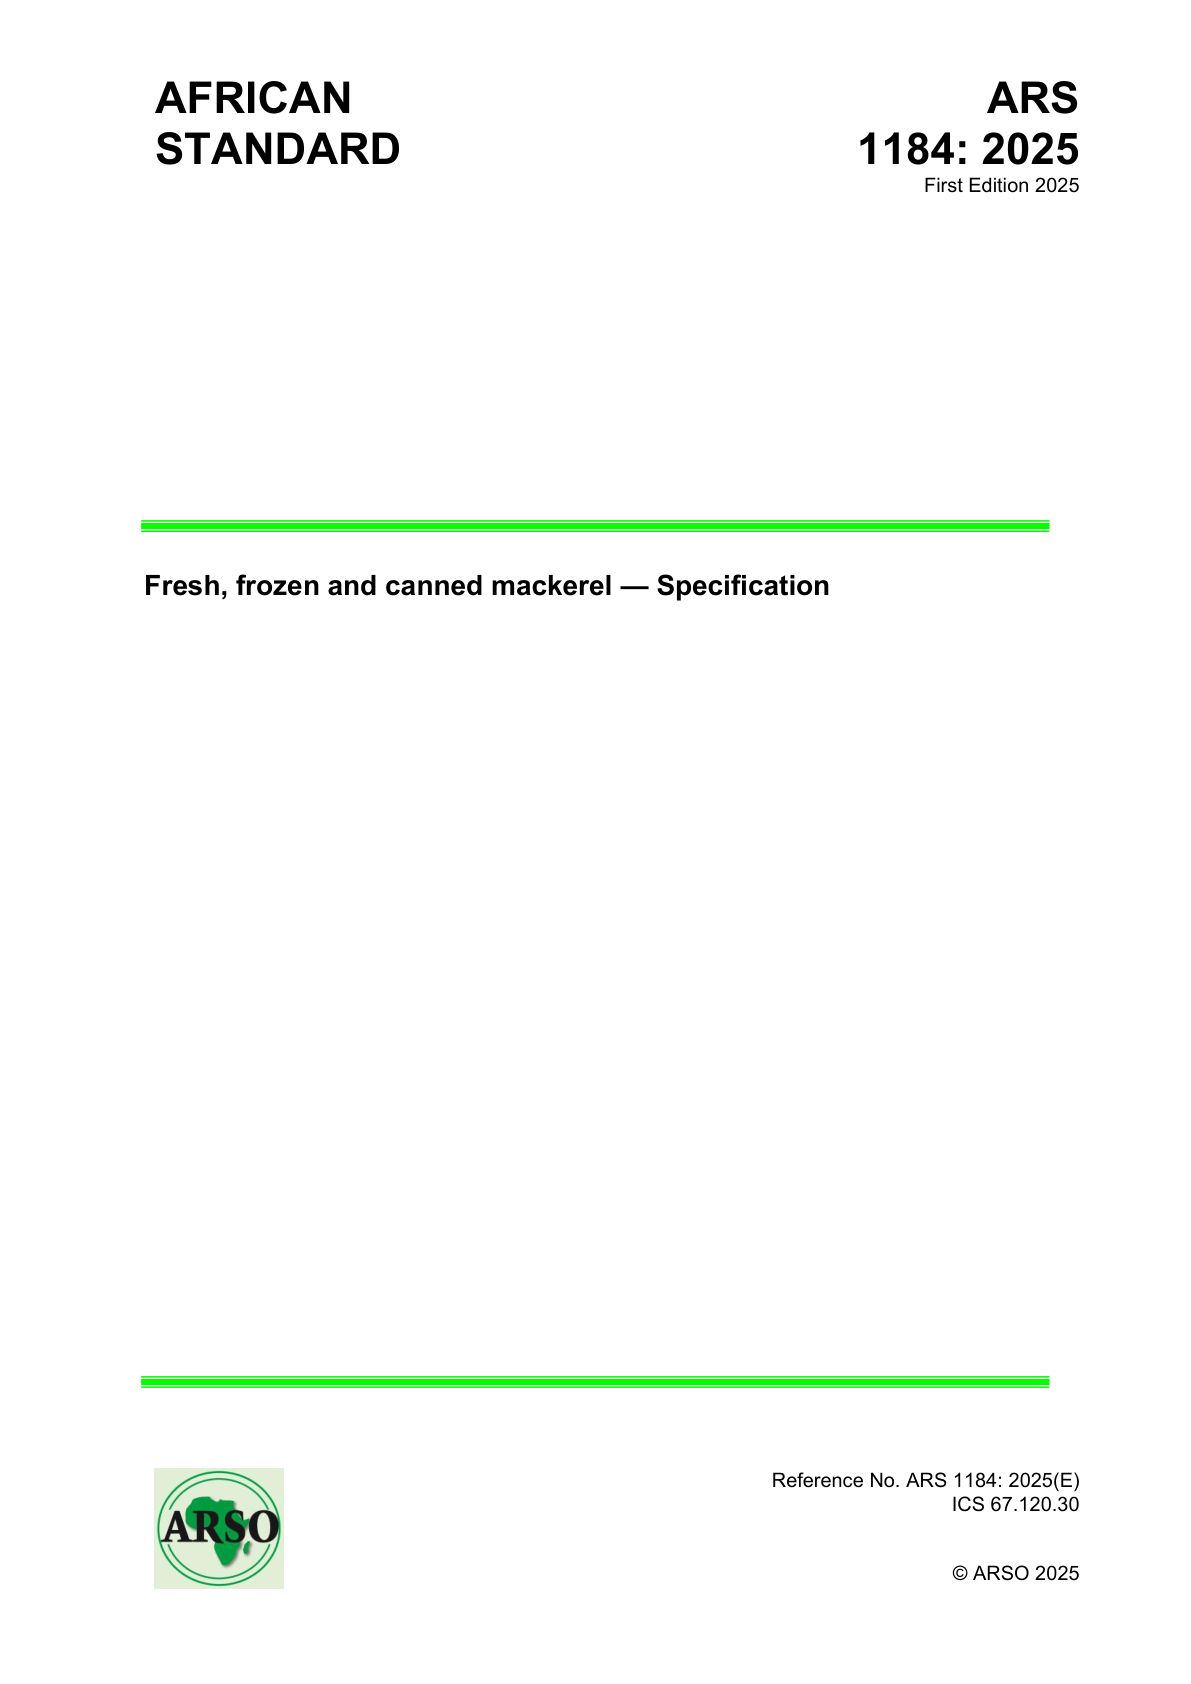 AFRICAN
STANDARD
ARS
1184: 2025
First Edition 2025
Fresh, frozen and canned mackerel — Specification
ARSO
Reference No. ARS 1184: 2025(E)
ICS 67.120.30
© ARSO 2025